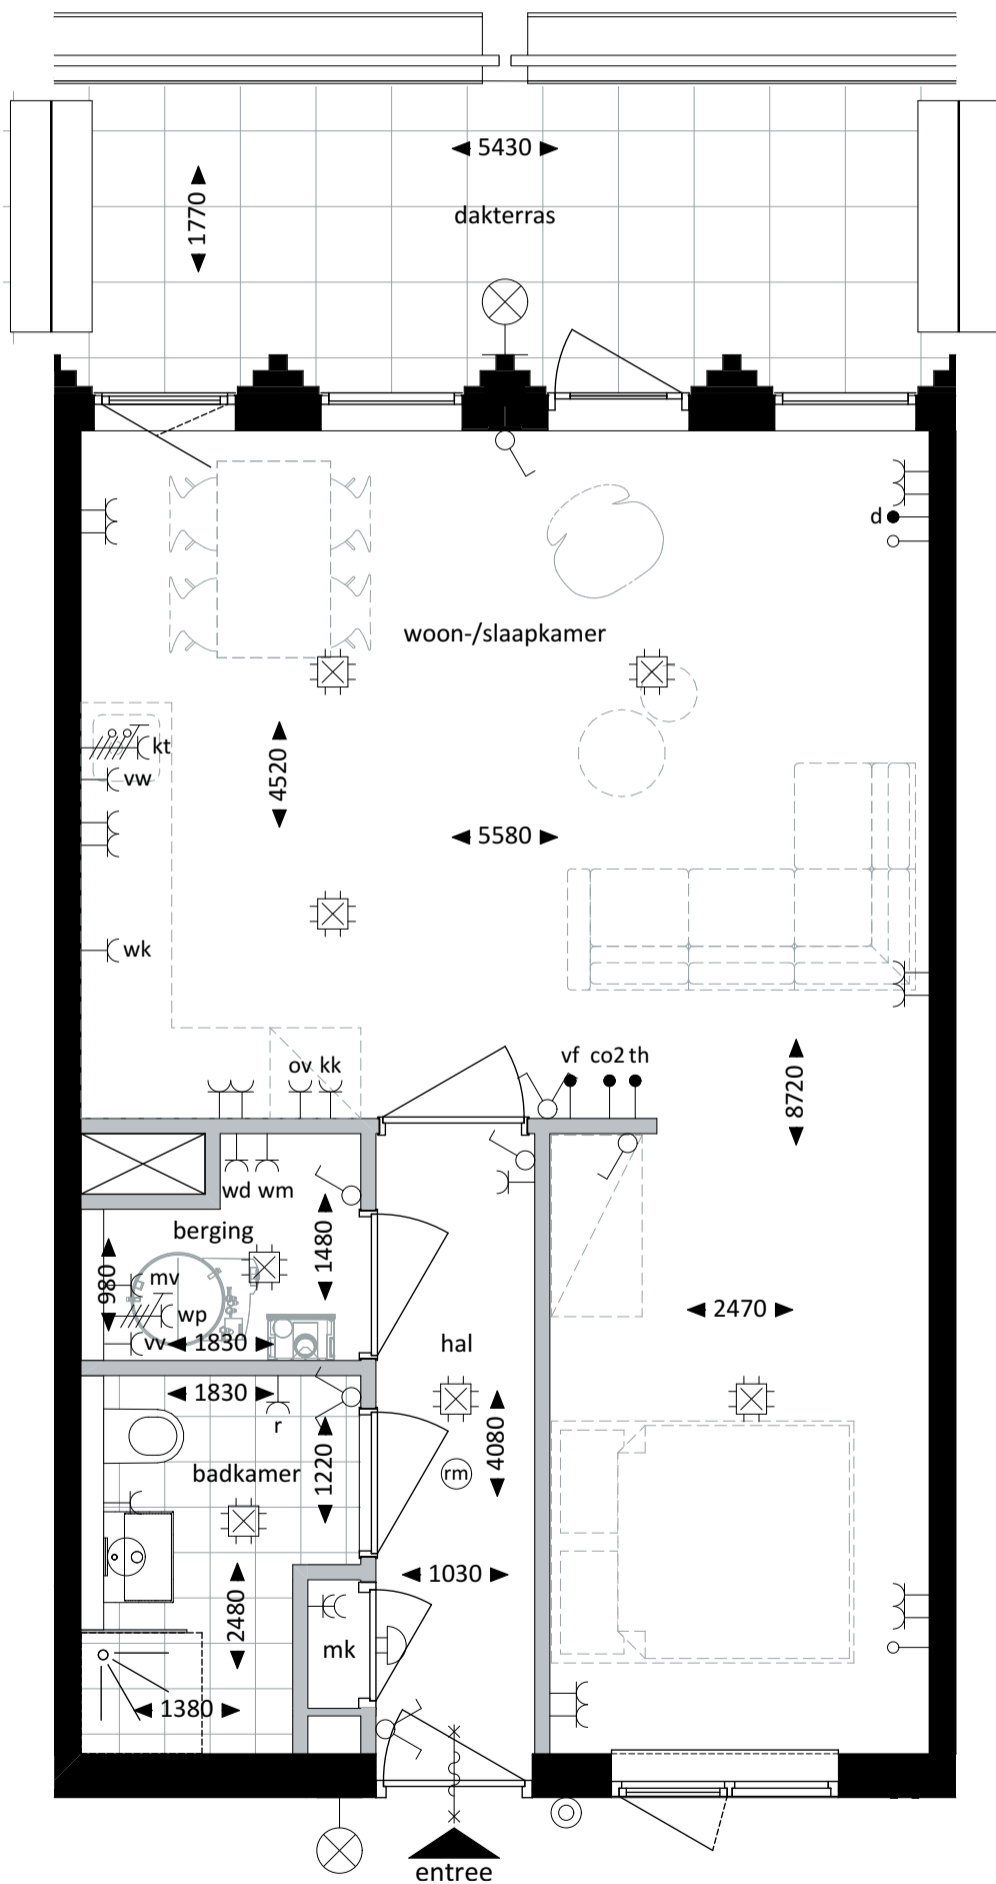 5430
1770
dakterras
d
woon-/slaapkamer
kt
vw
4520
5580
wk
ov kk
vf co2 th
8720
wd wm
berging
1480
980
mv
wp
vv
1830
2470
hal
1830
r
1220
4080
badkamer
rm
1030
2480
mk
1380
entree